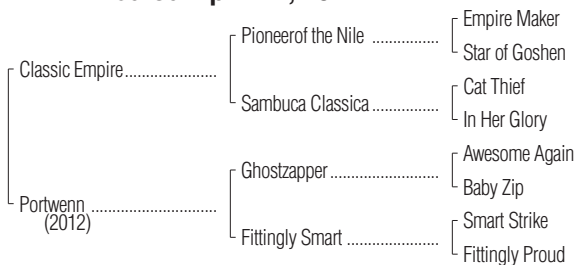 Empire Maker
Pioneerof the Nile ................
Star of Goshen
Classic Empire......................
Cat Thief
Sambuca Classica ................
In Her Glory
Awesome Again
Ghostzapper..........................
Baby Zip
Portwenn ..............................
(2012)
Smart Strike
Fittingly Smart ......................
Fittingly Proud